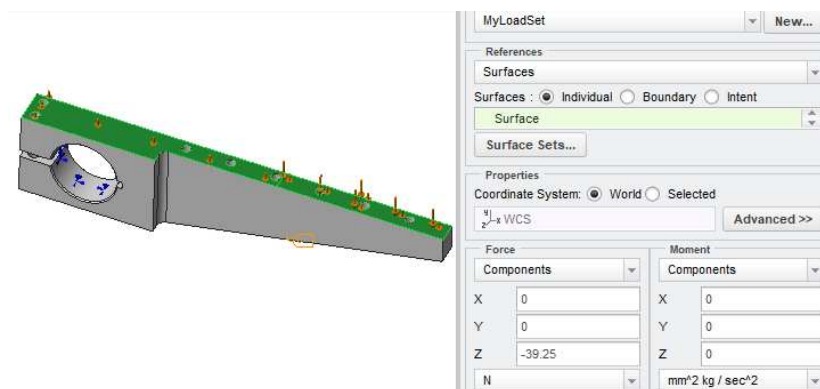 MyLoadSet New...
References
Surfaces
Surfaces : Individual Boundary Intent
Surface
Surface Sets...
Properties
Coordinate System: World Selected
y z x WCS Advanced >>
Force Moment
Components Components
X 0 X 0
Y 0 Y 0
Z -39.25 Z 0
N mm^2 kg / sec^2